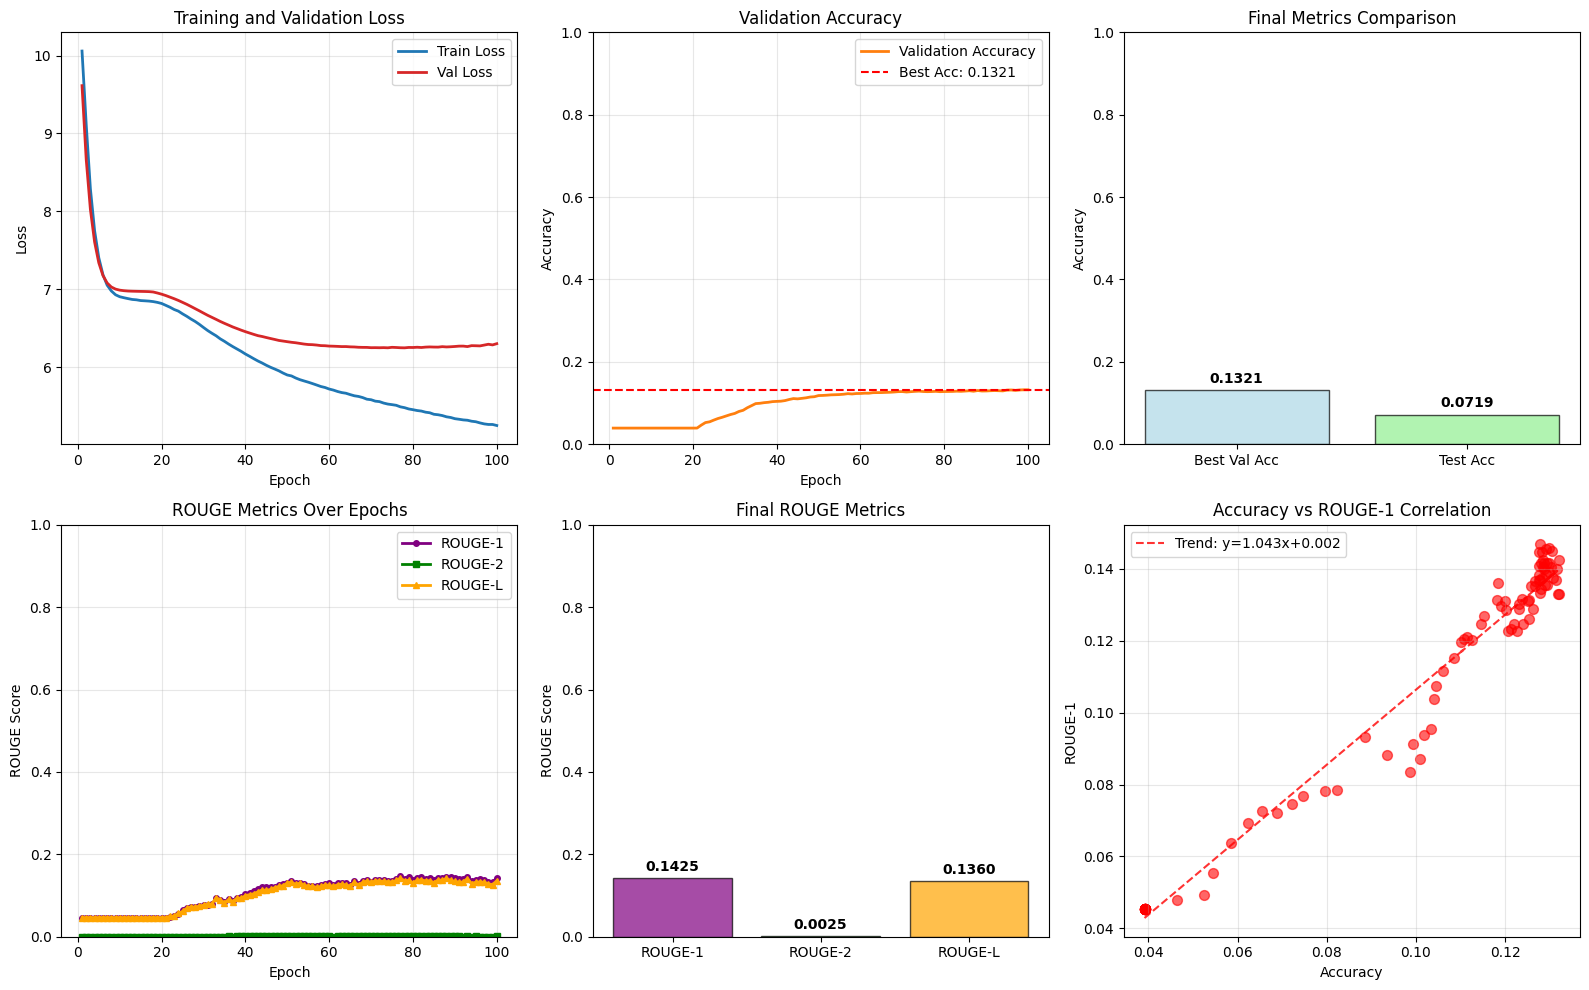 Training and Validation Loss
Train Loss
Val Loss
10
9
8
7
6
Loss
0 20 40 60 80 100
Epoch
Validation Accuracy
Validation Accuracy
Best Acc: 0.1321
1.0
0.8
0.6
0.4
0.2
0.0
Accuracy
0 20 40 60 80 100
Epoch
Final Metrics Comparison
1.0
0.8
0.6
0.4
0.2
0.0
Accuracy
0.1321
0.0719
Best Val Acc Test Acc
ROUGE Metrics Over Epochs
ROUGE-1
ROUGE-2
ROUGE-L
1.0
0.8
0.6
0.4
0.2
0.0
ROUGE Score
0 20 40 60 80 100
Epoch
Final ROUGE Metrics
1.0
0.8
0.6
0.4
0.2
0.0
ROUGE Score
0.1425
0.0025
0.1360
ROUGE-1 ROUGE-2 ROUGE-L
Accuracy vs ROUGE-1 Correlation
Trend: y=1.043x+0.002
0.14
0.12
0.10
0.08
0.06
0.04
ROUGE-1
0.04 0.06 0.08 0.10 0.12
Accuracy